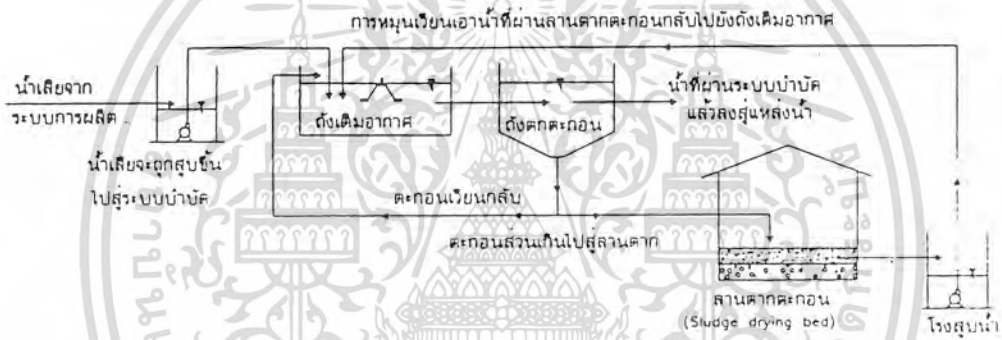 การหมุนเวียนเอาน้ำที่ผ่านลานตากตะกอนกลับไปยังถังเติมอากาศ
น้ำเสียจาก
ระบบการผลิต
น้ำเสียจะถูกสูบขึ้น
ไปสู่ระบบบำบัด
ถังเติมอากาศ
ถังตกตะกอน
น้ำที่ผ่านระบบบำบัด
แล้วลงสู่แหล่งน้ำ
ตะกอนเวียนกลับ
ตะกอนส่วนเกินไปสู่ลานตาก
ลานตากตะกอน
(Sludge drying bed)
โรงสูบน้ำ